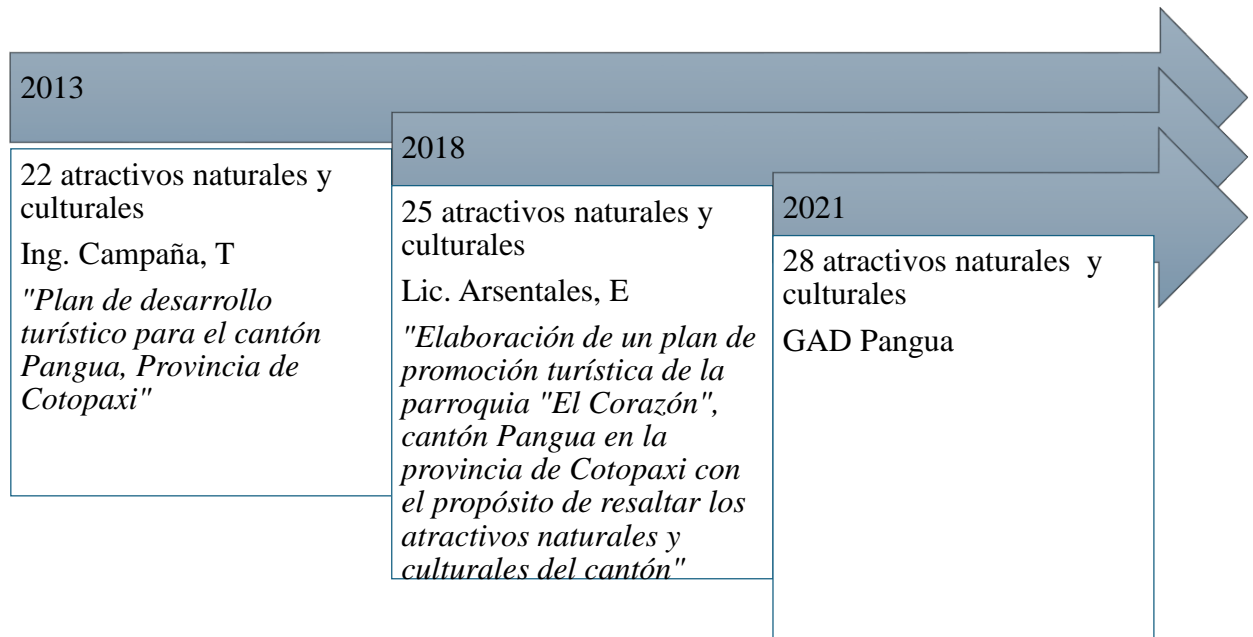 2013
22 atractivos naturales y
culturales
Ing. Campaña, T
"Plan de desarrollo
turístico para el cantón
Pangua, Provincia de
Cotopaxi"
2018
25 atractivos naturales y
culturales
Lic. Arsentales, E
"Elaboración de un plan de
promoción turística de la
parroquia "El Corazón",
cantón Pangua en la
provincia de Cotopaxi con
el propósito de resaltar los
atractivos naturales y
culturales del cantón"
2021
28 atractivos naturales y
culturales
GAD Pangua